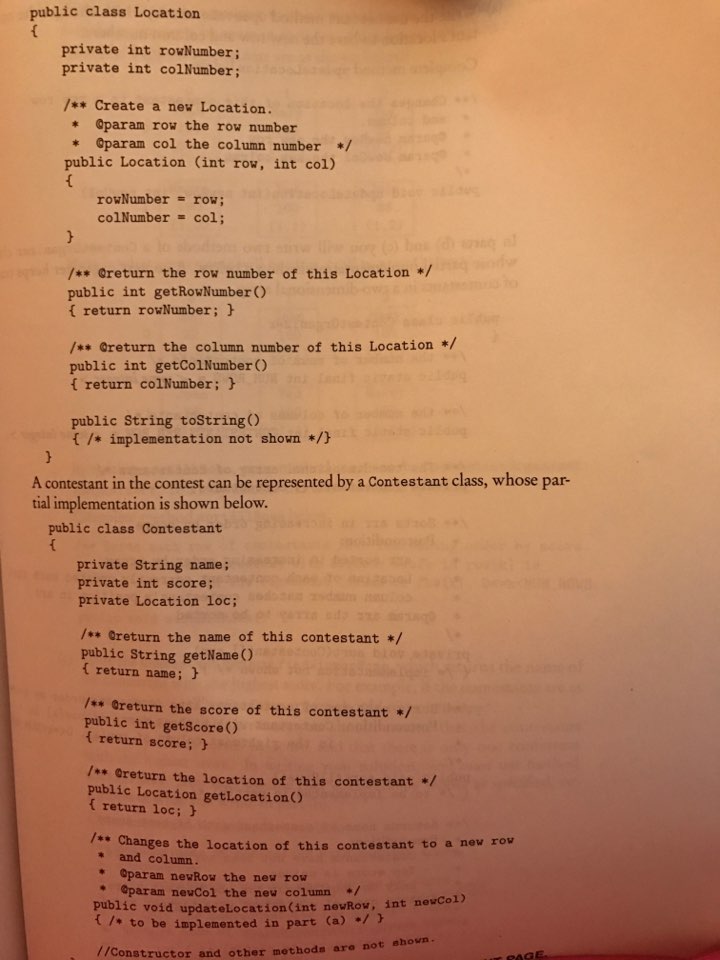 public class Location
{
private int rowNumber;
private int colNumber;
/** Create a new Location.
* @param row the row number
* @param col the column number */
public Location (int row, int col)
{
rowNumber = row;
colNumber = col;
}
/** @return the row number of this Location */
public int getRowNumber()
{ return rowNumber; }
/** @return the column number of this Location */
public int getColNumber()
{ return colNumber; }
public String toString()
{ /* implementation not shown */}
}
A contestant in the contest can be represented by a Contestant class, whose par-
tial implementation is shown below.
public class Contestant
{
private String name;
private int score;
private Location loc;
/** @return the name of this contestant */
public String getName()
{ return name; }
/** @return the score of this contestant */
public int getScore()
{ return score; }
/** @return the location of this contestant */
public Location getLocation()
{ return loc; }
/** Changes the location of this contestant to a new row
* and column.
* @param newRow the new row
* @param newCol the new column */
public void updateLocation(int newRow, int newCol)
{ /* to be implemented in part (a) */ }
//Constructor and other methods are not shown.
PAGE.